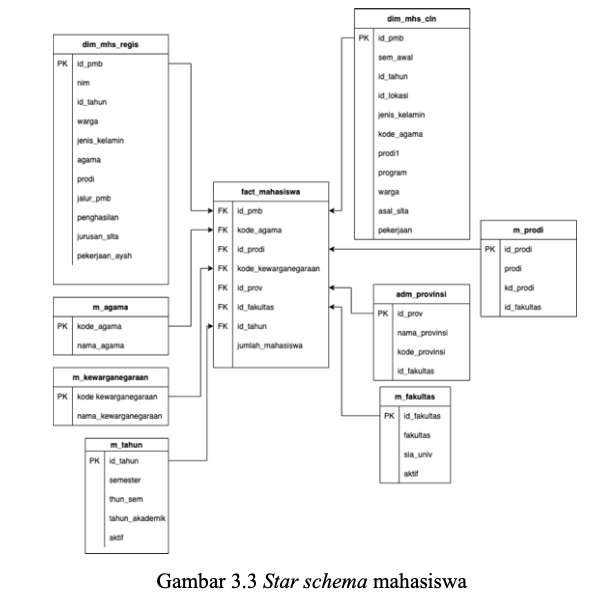 dim_mhs_regis
PK id_pmb
nim
id_tahun
warga
jenis_kelamin
agama
prodi
jalur_pmb
penghasilan
jurusan_slta
pekerjaan_ayah
m_agama
PK kode_agama
nama_agama
m_kewarganegaraan
PK kode kewarganegaraan
nama_kewarganegaraan
m_tahun
PK id_tahun
semester
thun_sem
tahun_akademik
aktif
fact_mahasiswa
FK id_pmb
FK kode_agama
FK id_prodi
FK kode_kewarganegaraan
FK id_prov
FK id_fakultas
FK id_tahun
jumlah_mahasiswa
dim_mhs_cln
PK id_pmb
sem_awal
id_tahun
id_lokasi
jenis_kelamin
kode_agama
prodi1
program
warga
asal_slta
pekerjaan
m_prodi
PK id_prodi
prodi
kd_prodi
id_fakultas
adm_provinsi
PK id_prov
nama_provinsi
kode_provinsi
id_fakultas
m_fakultas
PK id_fakultas
fakultas
sia_univ
aktif
Gambar 3.3 Star schema mahasiswa